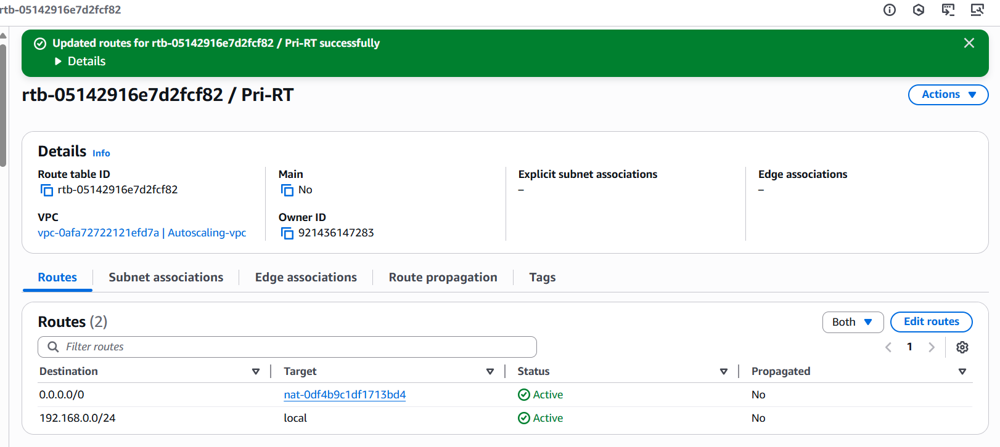 rtb-05142916e7d2fcf82
Updated routes for rtb-05142916e7d2fcf82 / Pri-RT successfully
Details
rtb-05142916e7d2fcf82 / Pri-RT
Actions
Details Info
Route table ID
rtb-05142916e7d2fcf82
Main
No
Explicit subnet associations
–
Edge associations
–
VPC
vpc-0afa72722121efd7a | Autoscaling-vpc
Owner ID
921436147283
Routes Subnet associations Edge associations Route propagation Tags
Routes (2)
Both Edit routes
Filter routes
1
Destination Target Status Propagated
0.0.0.0/0 nat-0df4b9c1df1713bd4 Active No
192.168.0.0/24 local Active No